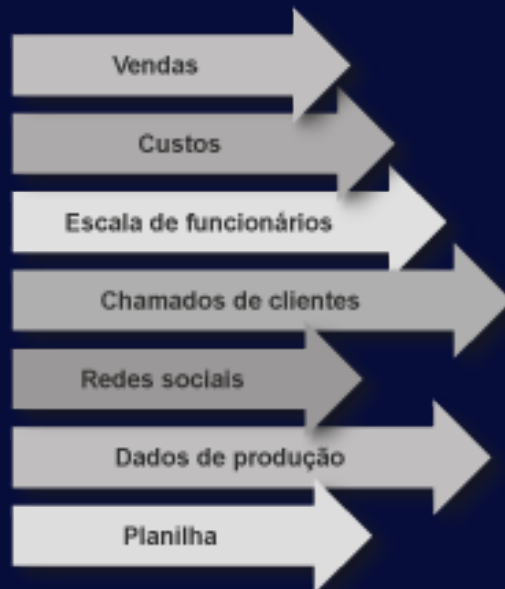 Vendas
Custos
Escala de funcionários
Chamados de clientes
Redes sociais
Dados de produção
Planilha